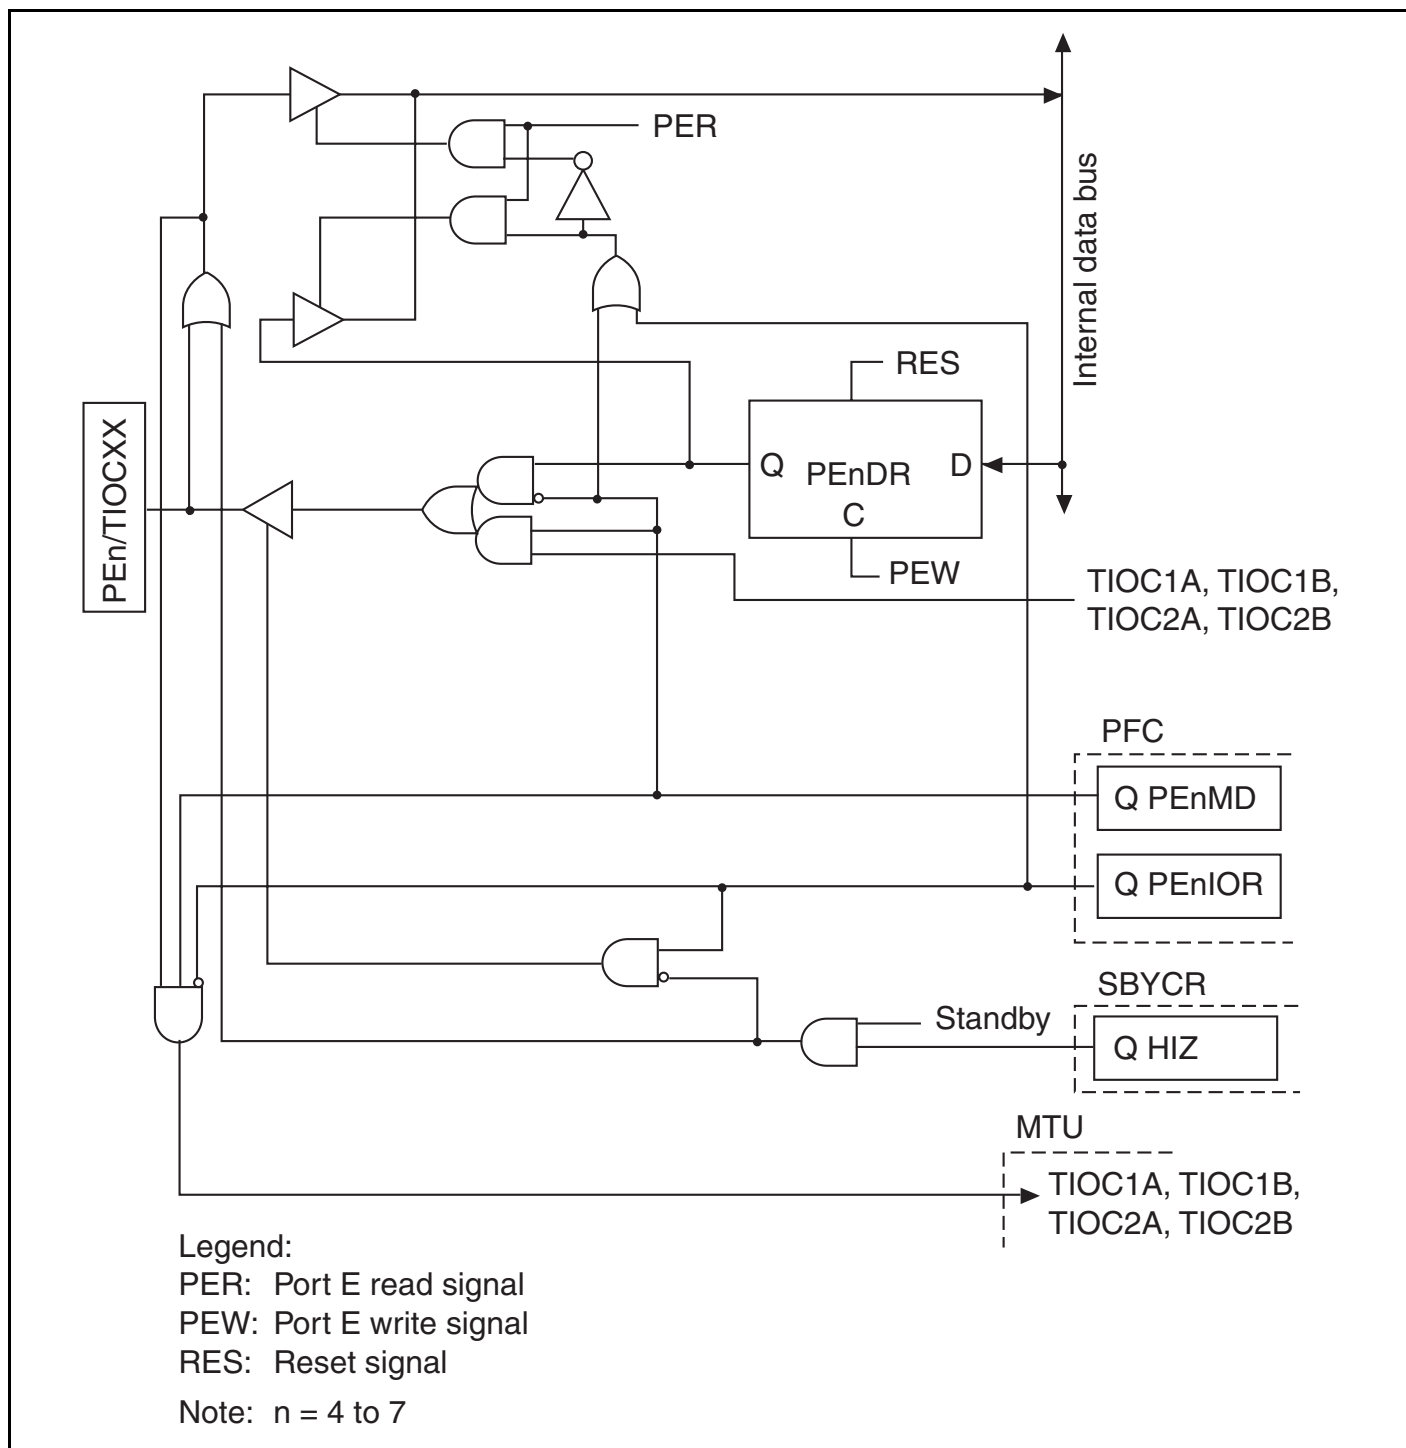 PER
Internal data bus
RES
PEn/TIOCXX
Q PEnDR D
C
PEW
TIOC1A, TIOC1B,
TIOC2A, TIOC2B
PFC
Q PEnMD
Q PEnIOR
SBYCR
Standby
Q HIZ
MTU
TIOC1A, TIOC1B,
TIOC2A, TIOC2B
Legend:
PER: Port E read signal
PEW: Port E write signal
RES: Reset signal
Note: n = 4 to 7